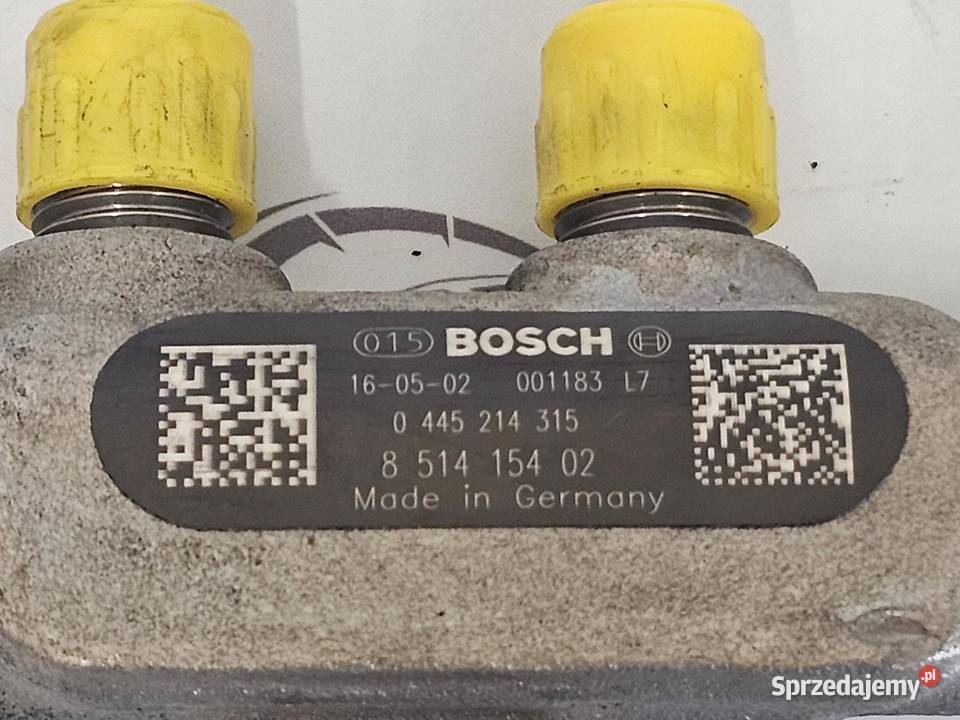 015 BOSCH
16-05-02 001183 L7
0 445 214 315
8 514 154 02
Made in Germany
Sprzedajemy.pl